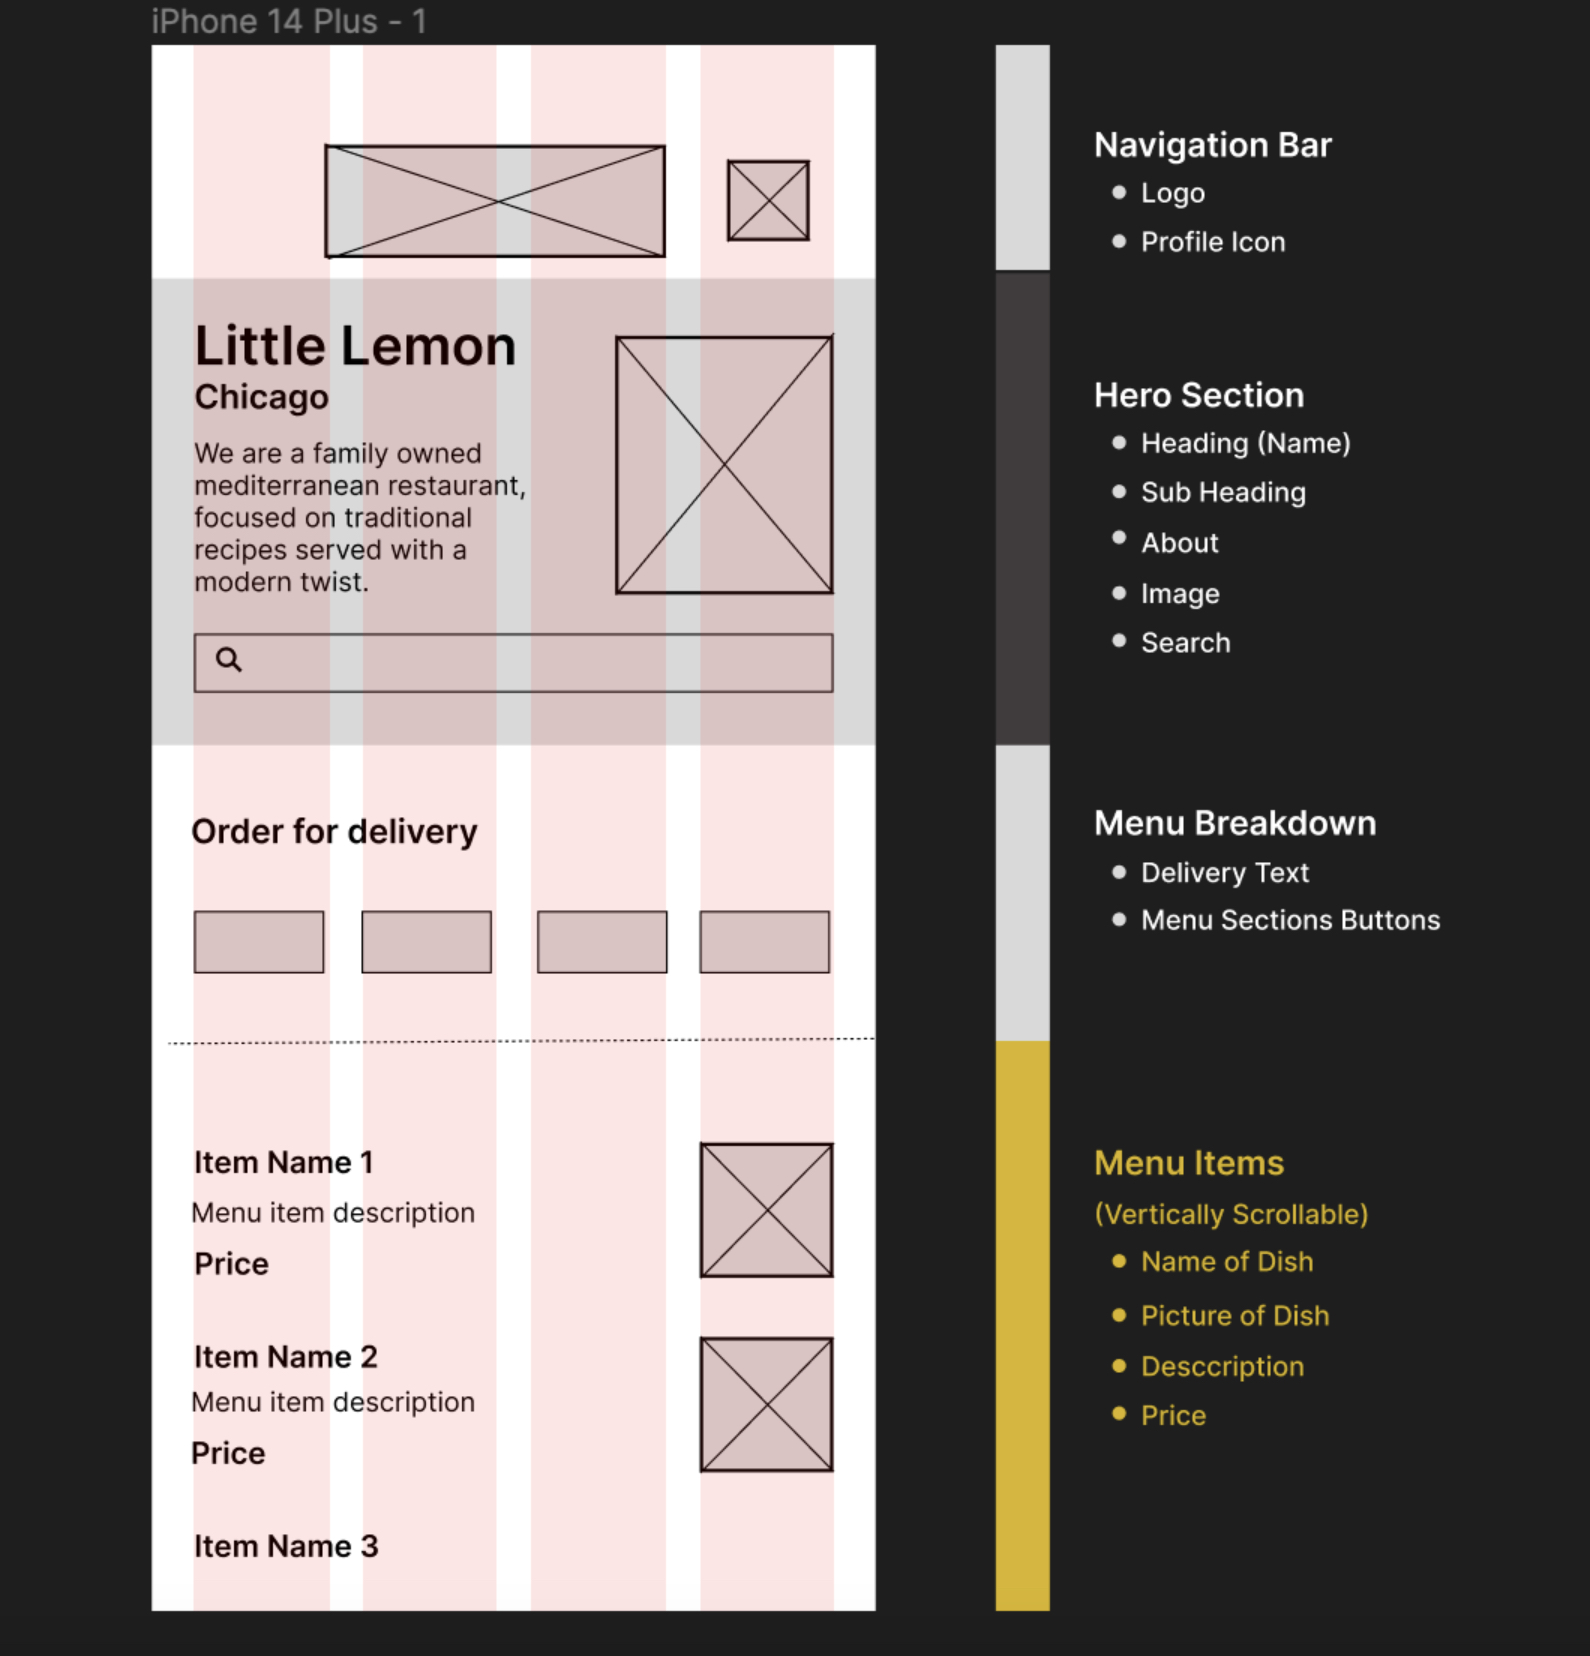 iPhone 14 Plus - 1
Navigation Bar
Logo
Profile Icon
Little Lemon
Chicago
We are a family owned
mediterranean restaurant,
focused on traditional
recipes served with a
modern twist.
Hero Section
Heading (Name)
Sub Heading
About
Image
Search
Order for delivery
Menu Breakdown
Delivery Text
Menu Sections Buttons
Item Name 1
Menu item description
Price
Item Name 2
Menu item description
Price
Item Name 3
Menu Items
(Vertically Scrollable)
Name of Dish
Picture of Dish
Desccription
Price